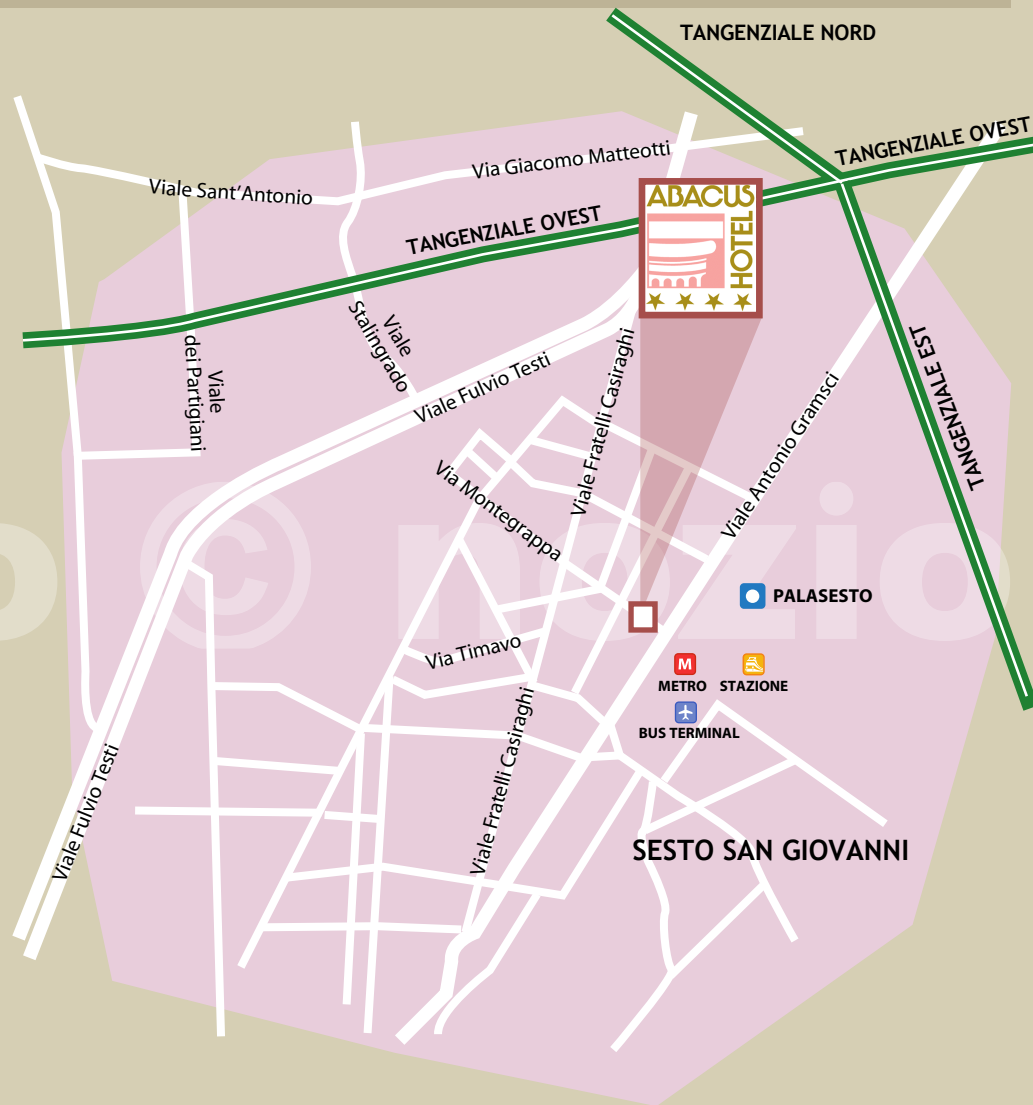 TANGENZIALE NORD
TANGENZIALE OVEST
Via Giacomo Matteotti
Viale Sant'Antonio
ABACUS
HOTEL
TANGENZIALE OVEST
Viale
Stalingrado
Viale
dei Partigiani
Viale Fulvio Testi
Viale Fratelli Casiraghi
TANGENZIALE EST
Viale Antonio Gramsci
Via Montegrappa
o © nozio
PALASESTO
Via Timavo
M
METRO
STAZIONE
BUS TERMINAL
Viale Fratelli Casiraghi
Viale Fulvio Testi
SESTO SAN GIOVANNI